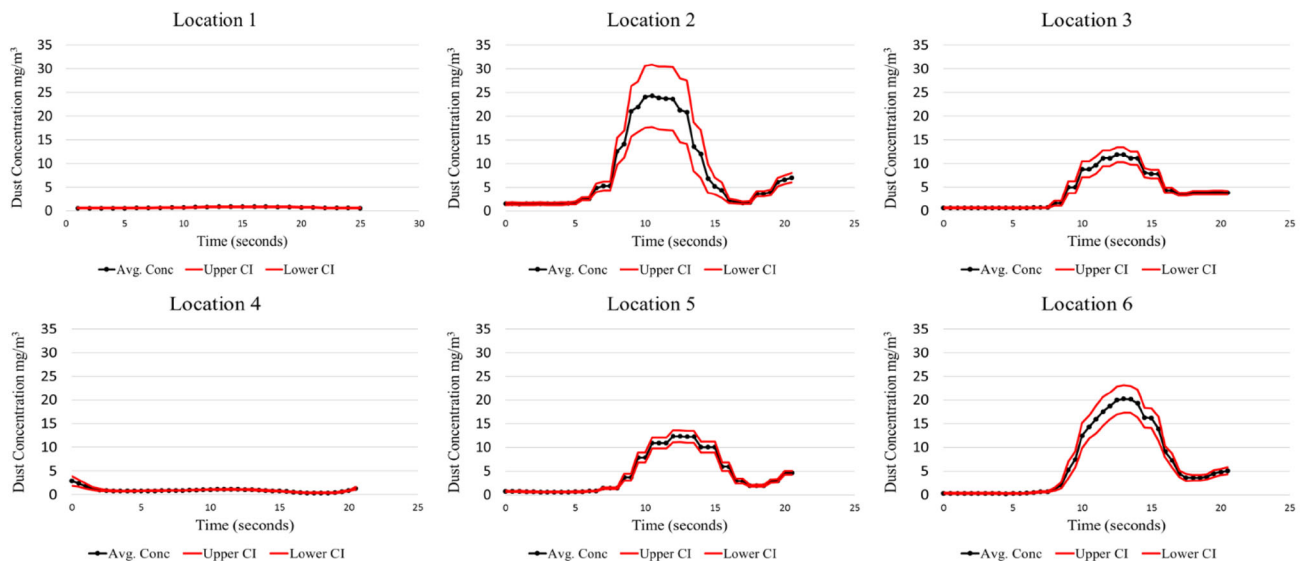 Location 1
Dust Concentration mg/m³
35
30
25
20
15
10
5
0
0 5 10 15 20 25 30
Time (seconds)
Avg. Conc Upper CI Lower CI
Location 2
Dust Concentration mg/m³
35
30
25
20
15
10
5
0
0 5 10 15 20 25
Time (seconds)
Avg. Conc Upper CI Lower CI
Location 3
Dust Concentration mg/m³
35
30
25
20
15
10
5
0
0 5 10 15 20 25
Time (seconds)
Avg. Conc Upper CI Lower CI
Location 4
Dust Concentration mg/m³
35
30
25
20
15
10
5
0
0 5 10 15 20 25
Time (seconds)
Avg. Conc Upper CI Lower CI
Location 5
Dust Concentration mg/m³
35
30
25
20
15
10
5
0
0 5 10 15 20 25
Time (seconds)
Avg. Conc Upper CI Lower CI
Location 6
Dust Concentration mg/m³
35
30
25
20
15
10
5
0
0 5 10 15 20 25
Time (seconds)
Avg. Conc Upper CI Lower CI